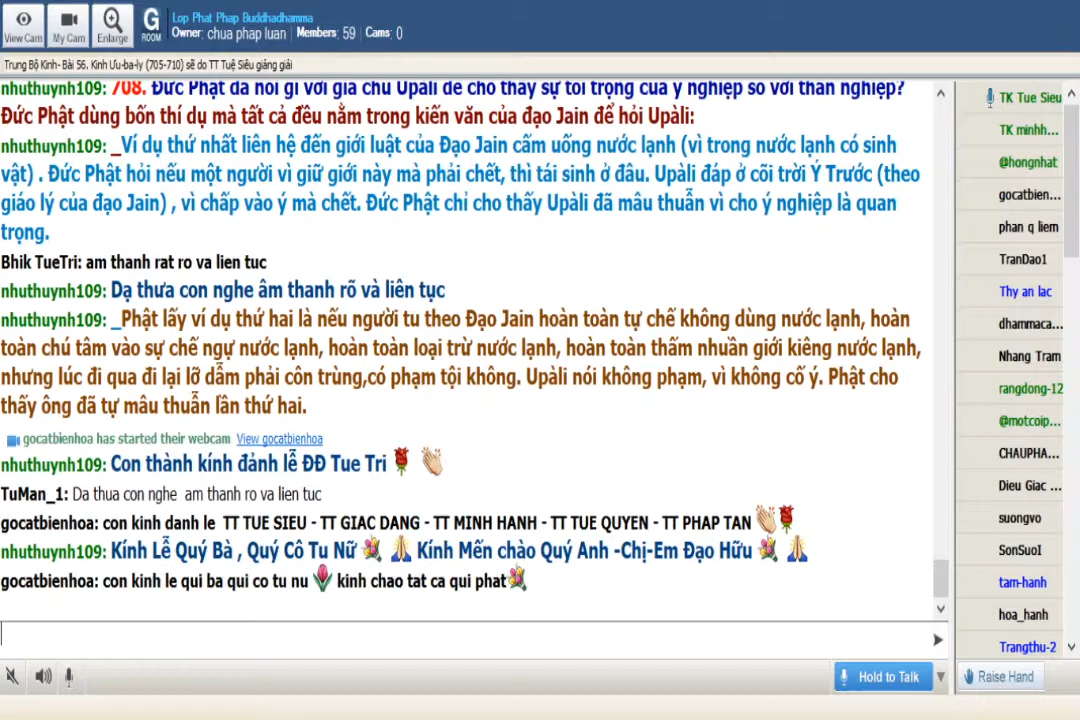 View Cam
My Cam
Enlarge
G
ROOM
Lop Phat Phap Buddhadhamma
Owner: chua phap luan | Members: 59 | Cams: 0
Trung Bộ Kinh- Bài 56. Kinh Ưu-ba-ly (705-710) sẽ do TT Tuệ Siêu giảng giải
nhuthuynh109: 708. Đức Phật đã nói gì với gia chủ Upàli để cho thấy sự tối trọng của ý nghiệp so với thân nghiệp?
Đức Phật dùng bốn thí dụ mà tất cả đều nằm trong kiến văn của đạo Jain để hỏi Upàli:
nhuthuynh109: _Ví dụ thứ nhất liên hệ đến giới luật của Đạo Jain cấm uống nước lạnh (vì trong nước lạnh có sinh
vật) . Đức Phật hỏi nếu một người vì giữ giới này mà phải chết, thì tái sinh ở đâu. Upàli đáp ở cõi trời Ý Trước (theo
giáo lý của đạo Jain) , vì chấp vào ý mà chết. Đức Phật chỉ cho thấy Upàli đã mâu thuẫn vì cho ý nghiệp là quan
trọng.
Bhik TueTri: am thanh rat ro va lien tuc
nhuthuynh109: Dạ thưa con nghe âm thanh rõ và liên tục
nhuthuynh109: _Phật lấy ví dụ thứ hai là nếu người tu theo Đạo Jain hoàn toàn tự chế không dùng nước lạnh, hoàn
toàn chú tâm vào sự chế ngự nước lạnh, hoàn toàn loại trừ nước lạnh, hoàn toàn thấm nhuần giới kiêng nước lạnh,
nhưng lúc đi qua đi lại lỡ dẫm phải côn trùng,có phạm tội không. Upàli nói không phạm, vì không cố ý. Phật cho
thấy ông đã tự mâu thuẫn lần thứ hai.
gocatbienhoa has started their webcam View gocatbienhoa
nhuthuynh109: Con thành kính đảnh lễ ĐĐ Tue Tri
TuMan_1: Da thua con nghe am thanh ro va lien tuc
gocatbienhoa: con kinh danh le TT TUE SIEU - TT GIAC DANG - TT MINH HANH - TT TUE QUYEN - TT PHAP TAN
nhuthuynh109: Kính Lễ Quý Bà , Quý Cô Tu Nữ Kính Mến chào Quý Anh -Chị-Em Đạo Hữu
gocatbienhoa: con kinh le qui ba qui co tu nu kinh chao tat ca qui phat
Hold to Talk
TK Tue Sieu
TK minhh...
@hongnhat
gocatbien...
phan q liem
TranDao1
Thy an lac
dhammaca...
Nhang Tram
rangdong-12
@motcoip...
CHAUPHA...
Dieu Giac ...
suongvo
SonSuoI
tam-hanh
hoa_hanh
Trangthu-2
Raise Hand